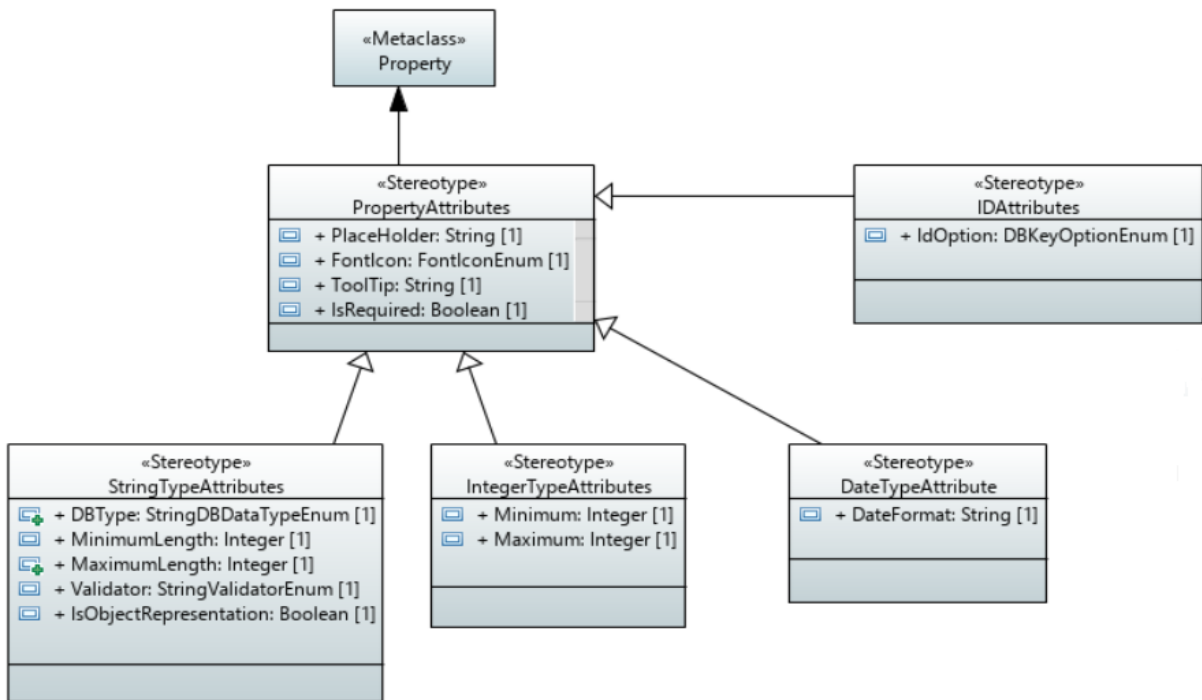 «Metaclass»
Property
«Stereotype»
PropertyAttributes
+ PlaceHolder: String [1]
+ FontIcon: FontIconEnum [1]
+ ToolTip: String [1]
+ IsRequired: Boolean [1]
«Stereotype»
IDAttributes
+ IdOption: DBKeyOptionEnum [1]
«Stereotype»
StringTypeAttributes
+ DBType: StringDBDataTypeEnum [1]
+ MinimumLength: Integer [1]
+ MaximumLength: Integer [1]
+ Validator: StringValidatorEnum [1]
+ IsObjectRepresentation: Boolean [1]
«Stereotype»
IntegerTypeAttributes
+ Minimum: Integer [1]
+ Maximum: Integer [1]
«Stereotype»
DateTypeAttribute
+ DateFormat: String [1]